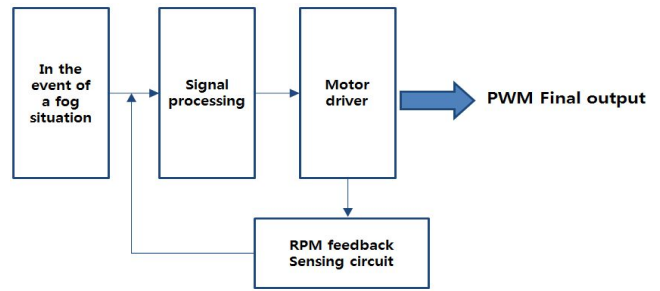 In the
event of
a fog
situation
Signal
processing
Motor
driver
PWM Final output
RPM feedback
Sensing circuit